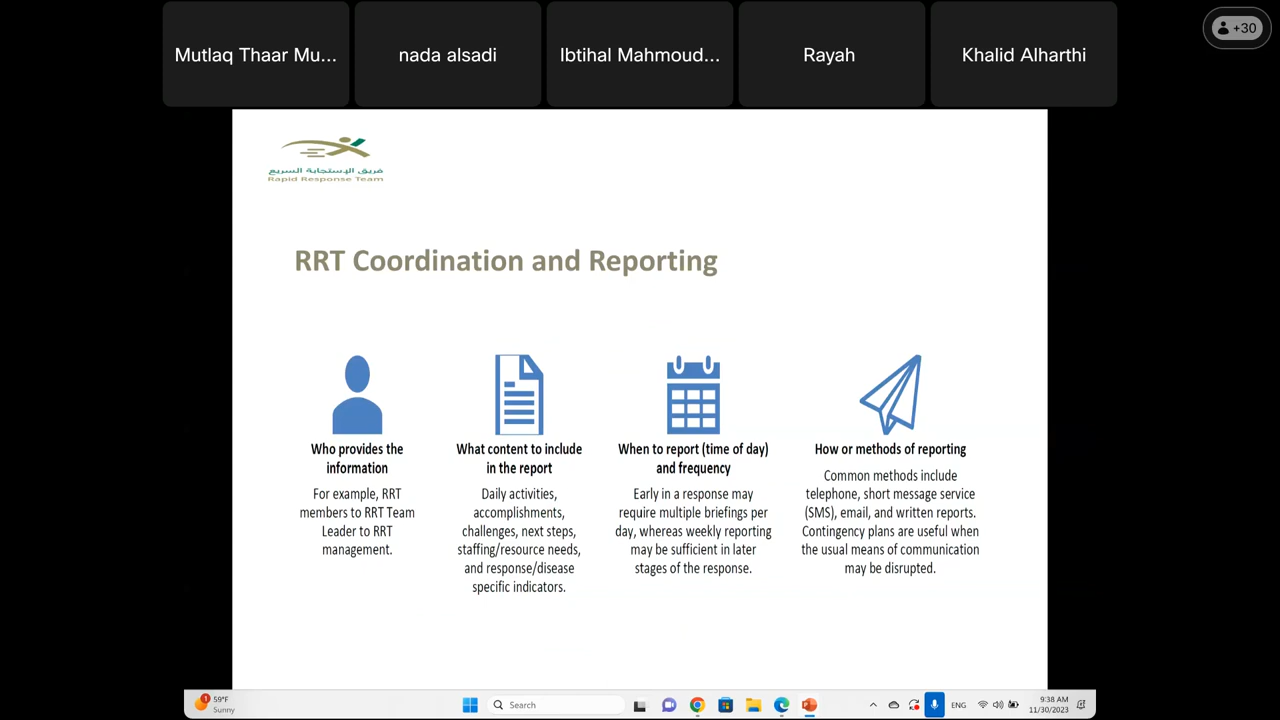 Mutlaq Thaar Mu...
nada alsadi
Ibtihal Mahmoud...
Rayah
Khalid Alharthi
+30
فريق الإستجابة السريع
Rapid Response Team
RRT Coordination and Reporting
Who provides the
information
For example, RRT
members to RRT Team
Leader to RRT
management.
What content to include
in the report
Daily activities,
accomplishments,
challenges, next steps,
staffing/resource needs,
and response/disease
specific indicators.
When to report (time of day)
and frequency
Early in a response may
require multiple briefings per
day, whereas weekly reporting
may be sufficient in later
stages of the response.
How or methods of reporting
Common methods include
telephone, short message service
(SMS), email, and written reports.
Contingency plans are useful when
the usual means of communication
may be disrupted.
1
59°F
Sunny
Search
ENG
9:38 AM
11/30/2023